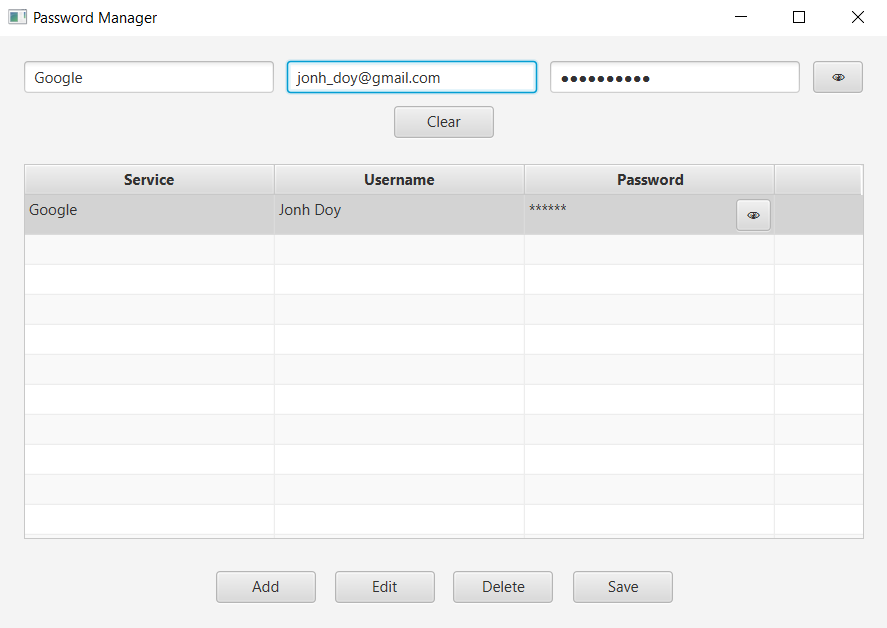 Password Manager
Google jonh_doy@gmail.com ●●●●●●●●●●
Clear
Service Username Password
Google Jonh Doy ******
Add Edit Delete Save